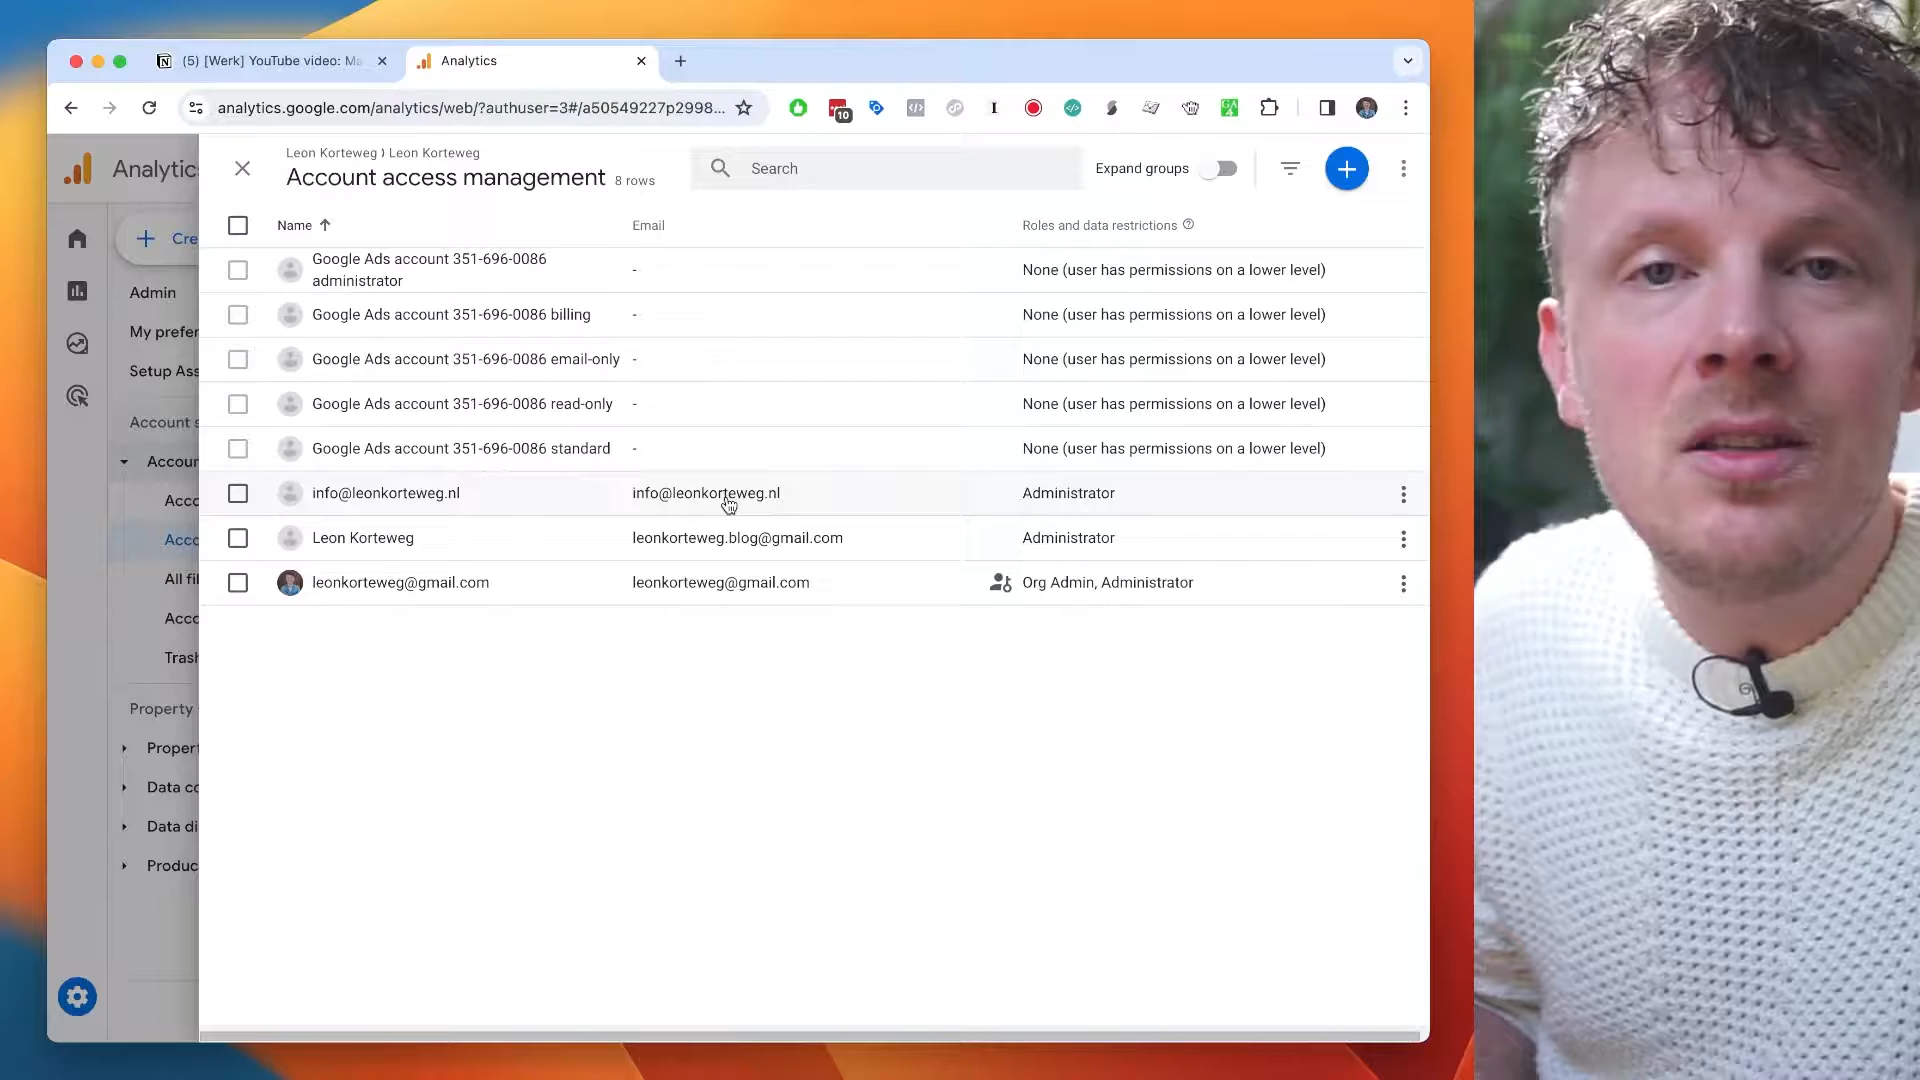 (5) [Werk] YouTube video: Ma
Analytics
analytics.google.com/analytics/web/?authuser=3#/a50549227p2998...
10
GA
4
Analytics
Leon Korteweg
Leon Korteweg
Account access management
8 rows
Search
Expand groups
Name
Email
Roles and data restrictions
Google Ads account 351-696-0086
administrator
-
None (user has permissions on a lower level)
Google Ads account 351-696-0086 billing
-
None (user has permissions on a lower level)
Google Ads account 351-696-0086 email-only
-
None (user has permissions on a lower level)
Google Ads account 351-696-0086 read-only
-
None (user has permissions on a lower level)
Google Ads account 351-696-0086 standard
-
None (user has permissions on a lower level)
info@leonkorteweg.nl
info@leonkorteweg.nl
Administrator
Leon Korteweg
leonkorteweg.blog@gmail.com
Administrator
leonkorteweg@gmail.com
leonkorteweg@gmail.com
Org Admin, Administrator
Cre
Admin
My prefer
Setup Ass
Account s
Accour
Acco
Acco
All fil
Acco
Trash
Property
Propert
Data co
Data di
Produc